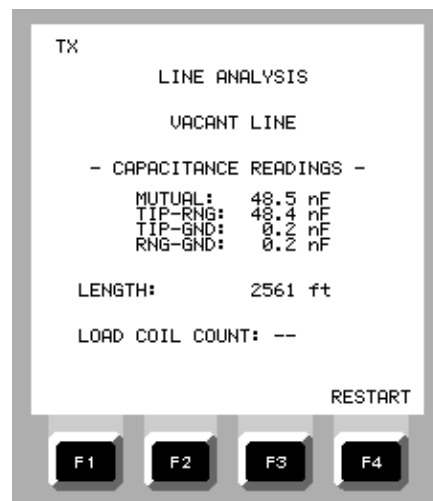 TX
LINE ANALYSIS
VACANT LINE
- CAPACITANCE READINGS -
MUTUAL: 48.5 nF
TIP-RNG: 48.4 nF
TIP-GND: 0.2 nF
RNG-GND: 0.2 nF
LENGTH: 2561 ft
LOAD COIL COUNT: --
RESTART
F1 F2 F3 F4